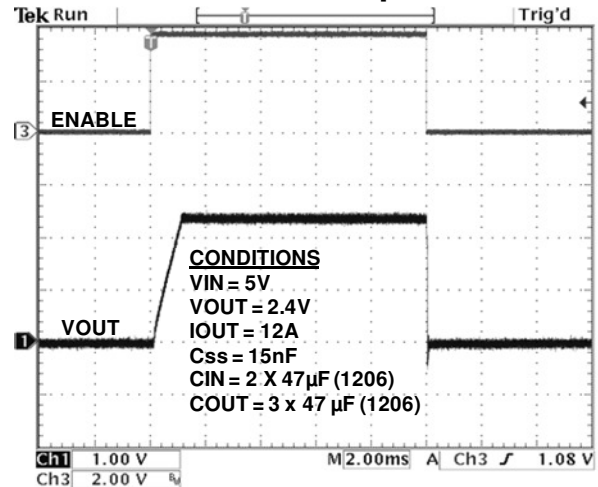 Tek Run Trig'd
T
ENABLE
3
CONDITIONS
VIN = 5V
VOUT = 2.4V
VOUT
IOUT = 12A
1
Css = 15nF
CIN = 2 X 47µF (1206)
COUT = 3 x 47 µF (1206)
Ch1 1.00 V M 2.00ms A Ch3 1.08 V
Ch3 2.00 V